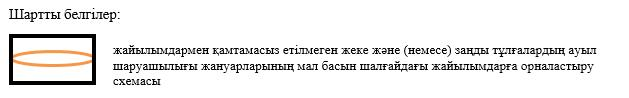 Шартты белгілер:
жайылымдармен қамтамасыз етілмеген жеке және (немесе) заңды тұлғалардың ауыл
шаруашылығы жануарларының мал басын шалғайдағы жайылымдарға орналастыру
схемасы